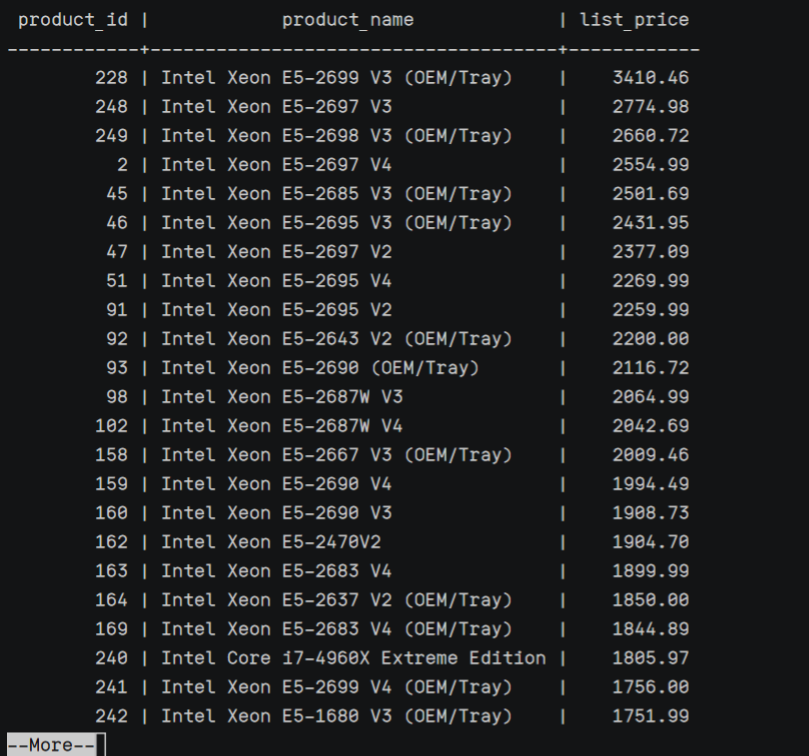 product_id |            product_name             | list_price
------------+-------------------------------------+------------
        228 | Intel Xeon E5-2699 V3 (OEM/Tray)    |    3410.46
        248 | Intel Xeon E5-2697 V3               |    2774.98
        249 | Intel Xeon E5-2698 V3 (OEM/Tray)    |    2660.72
          2 | Intel Xeon E5-2697 V4               |    2554.99
         45 | Intel Xeon E5-2685 V3 (OEM/Tray)    |    2501.69
         46 | Intel Xeon E5-2695 V3 (OEM/Tray)    |    2431.95
         47 | Intel Xeon E5-2697 V2               |    2377.09
         51 | Intel Xeon E5-2695 V4               |    2269.99
         91 | Intel Xeon E5-2695 V2               |    2259.99
         92 | Intel Xeon E5-2643 V2 (OEM/Tray)    |    2200.00
         93 | Intel Xeon E5-2690 (OEM/Tray)       |    2116.72
         98 | Intel Xeon E5-2687W V3              |    2064.99
        102 | Intel Xeon E5-2687W V4              |    2042.69
        158 | Intel Xeon E5-2667 V3 (OEM/Tray)    |    2009.46
        159 | Intel Xeon E5-2690 V4               |    1994.49
        160 | Intel Xeon E5-2690 V3               |    1908.73
        162 | Intel Xeon E5-2470V2                |    1904.70
        163 | Intel Xeon E5-2683 V4               |    1899.99
        164 | Intel Xeon E5-2637 V2 (OEM/Tray)    |    1850.00
        169 | Intel Xeon E5-2683 V4 (OEM/Tray)    |    1844.89
        240 | Intel Core i7-4960X Extreme Edition |    1805.97
        241 | Intel Xeon E5-2699 V4 (OEM/Tray)    |    1756.00
        242 | Intel Xeon E5-1680 V3 (OEM/Tray)    |    1751.99
--More--